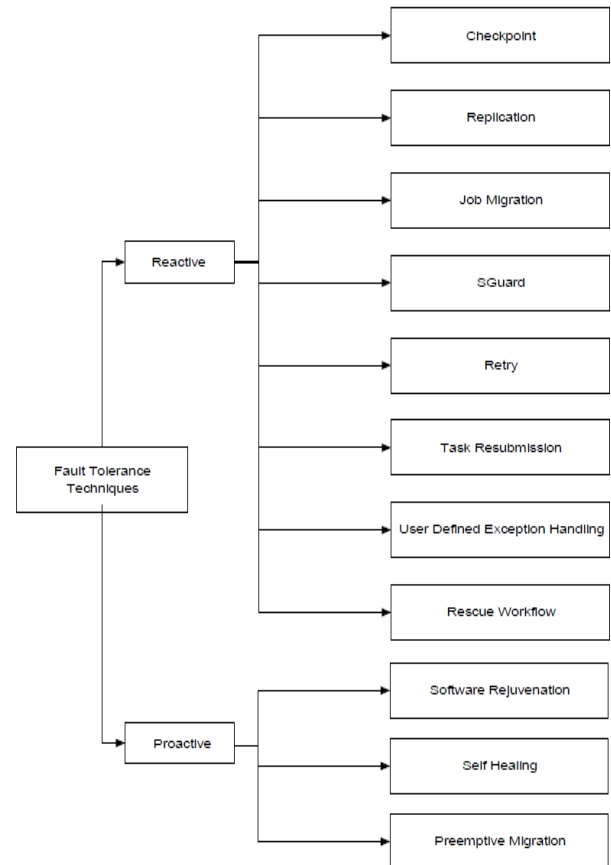 Checkpoint
Replication
Job Migration
Reactive
SGuard
Retry
Fault Tolerance
Techniques
Task Resubmission
User Defined Exception Handling
Rescue Workflow
Software Rejuvenation
Proactive
Self Healing
Preemptive Migration